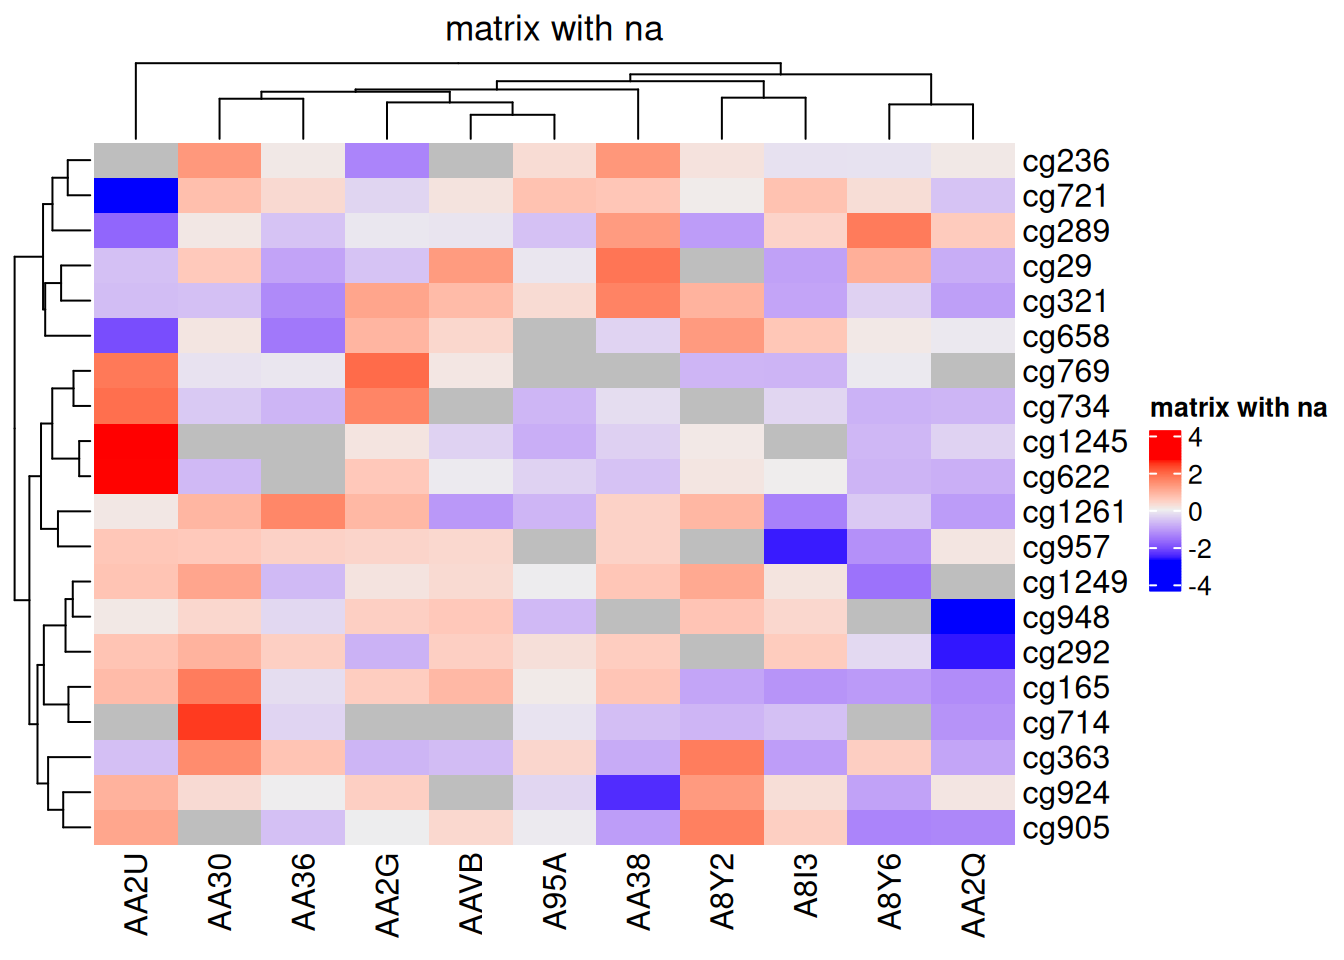 matrix with na
cg236
cg721
cg289
cg29
cg321
cg658
cg769
cg734
cg1245
cg622
cg1261
cg957
cg1249
cg948
cg292
cg165
cg714
cg363
cg924
cg905
AA2U
AA30
AA36
AA2G
AAVB
A95A
AA38
A8Y2
A8I3
A8Y6
AA2Q
matrix with na
4
2
0
-2
-4